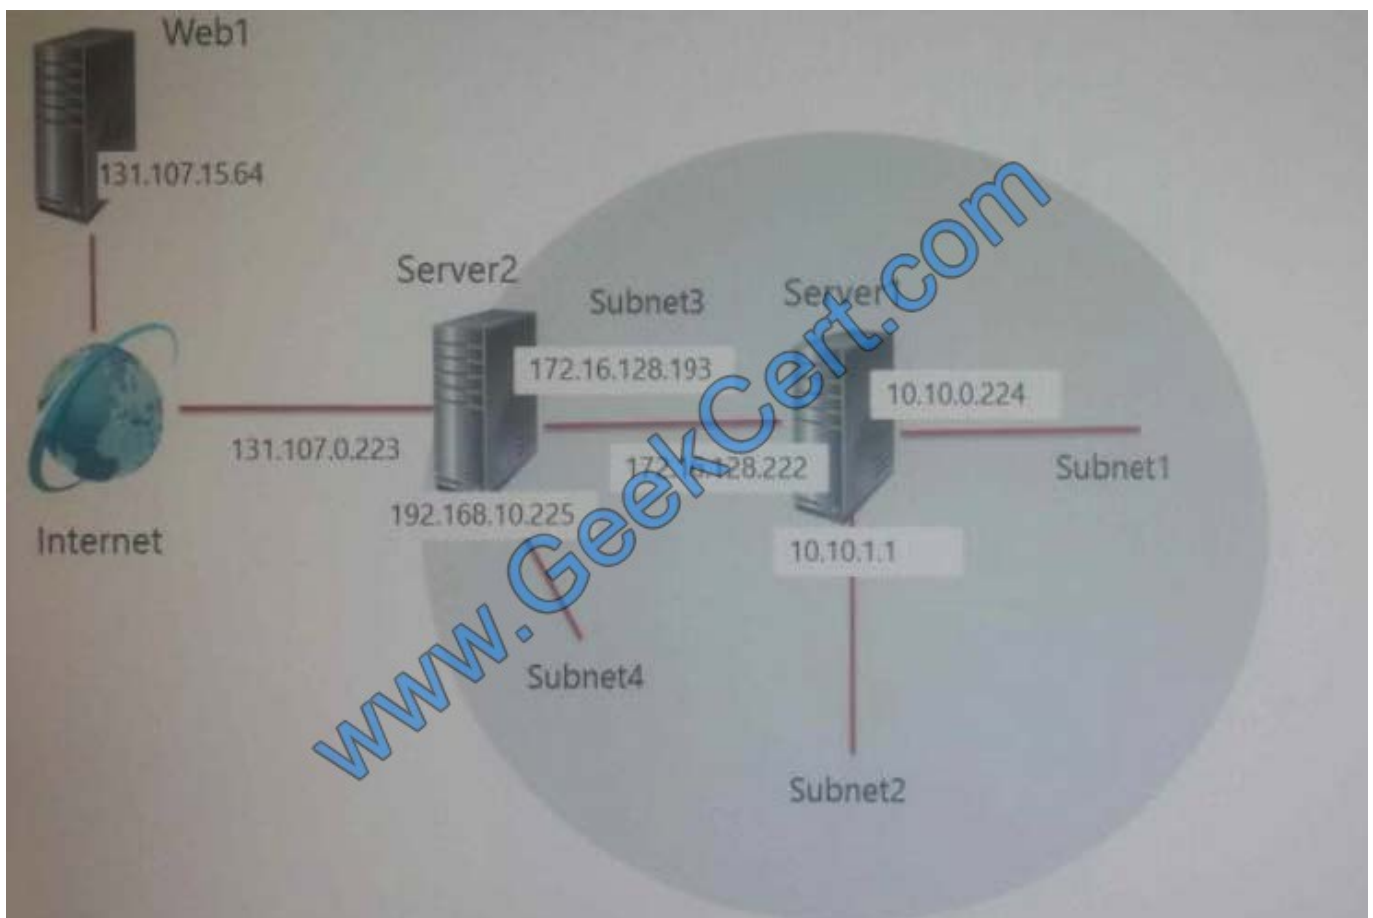 Web1
131.107.15.64
Server2
Subnet3
Server1
172.16.128.193
10.10.0.224
131.107.0.223
Subnet1
192.168.10.225
Internet
10.10.1.1
Subnet4
Subnet2
www.GeekCert.com